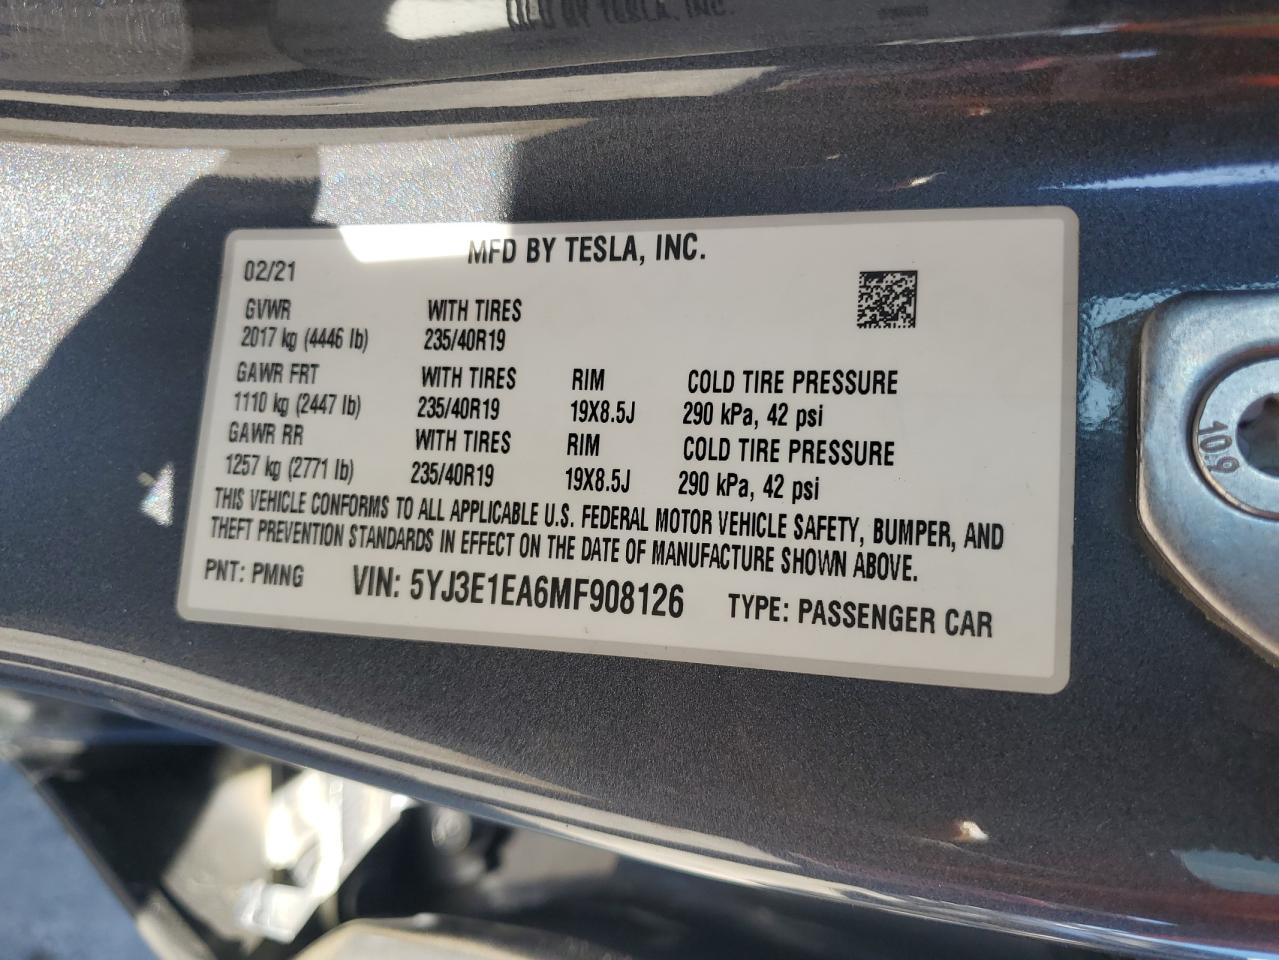 MFD BY TESLA, INC.
02/21
GVWR WITH TIRES
2017 kg (4446 lb) 235/40R19
GAWR FRT WITH TIRES RIM COLD TIRE PRESSURE
1110 kg (2447 lb) 235/40R19 19X8.5J 290 kPa, 42 psi
GAWR RR WITH TIRES RIM COLD TIRE PRESSURE
1257 kg (2771 lb) 235/40R19 19X8.5J 290 kPa, 42 psi
THIS VEHICLE CONFORMS TO ALL APPLICABLE U.S. FEDERAL MOTOR VEHICLE SAFETY, BUMPER, AND
THEFT PREVENTION STANDARDS IN EFFECT ON THE DATE OF MANUFACTURE SHOWN ABOVE.
PNT: PMNG VIN: 5YJ3E1EA6MF908126 TYPE: PASSENGER CAR
10.9